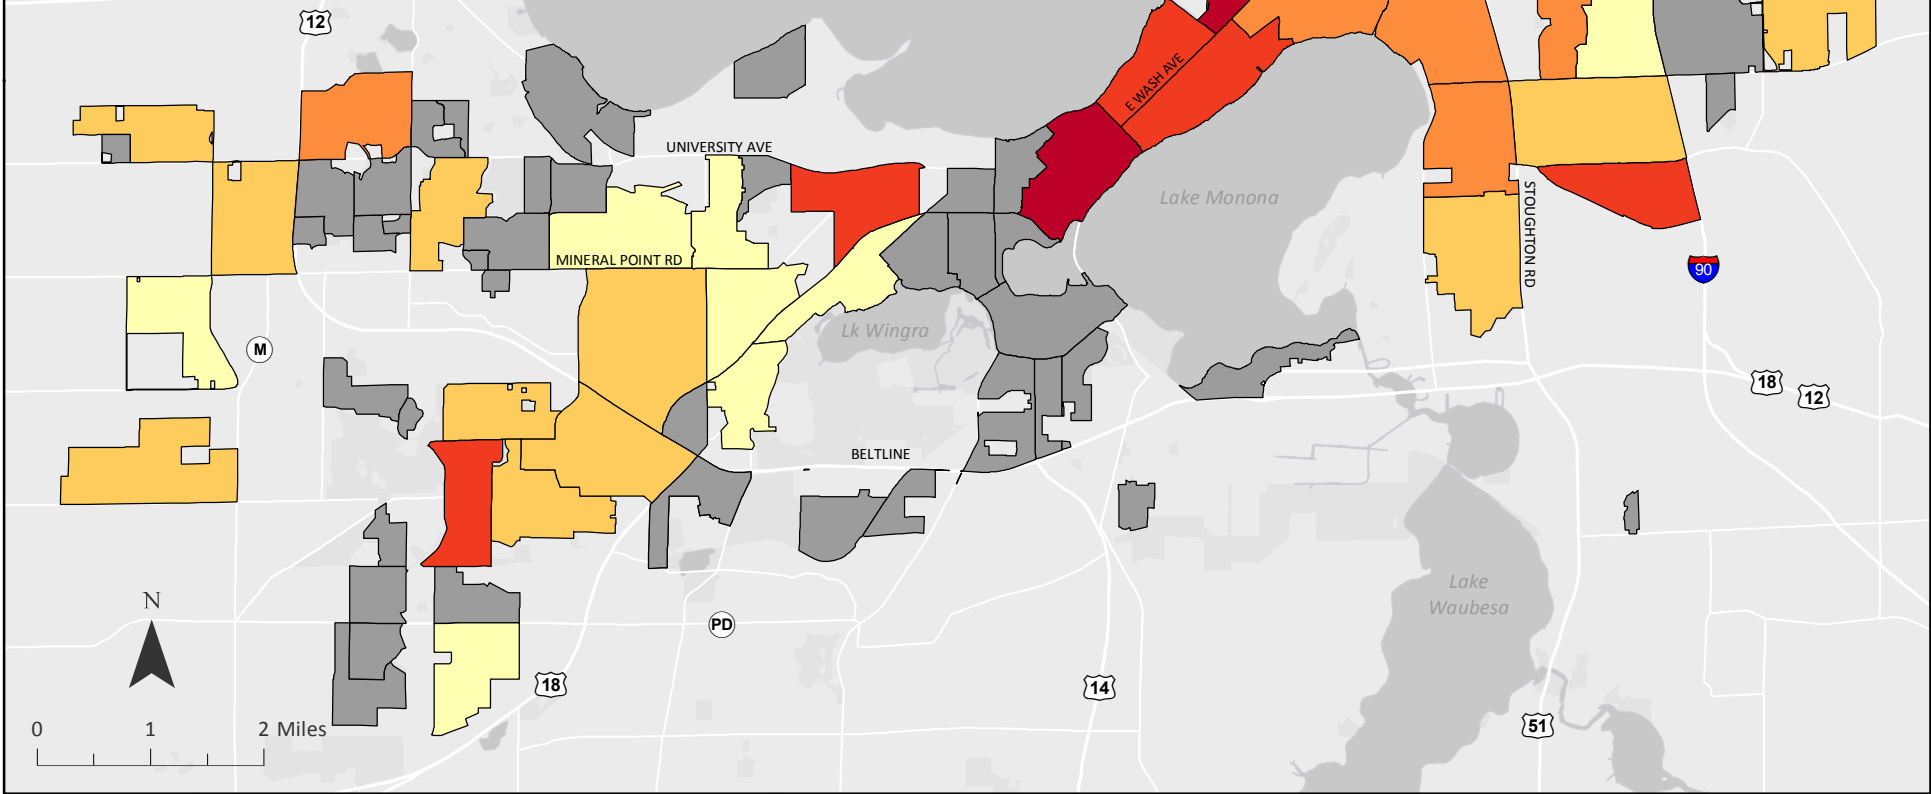 12
E WASH AVE
UNIVERSITY AVE
Lake Monona
STOUGHTON RD
MINERAL POINT RD
90
Lk Wingra
M
18
12
BELTLINE
Lake
Waubesa
N
PD
18
14
51
0 1 2 Miles